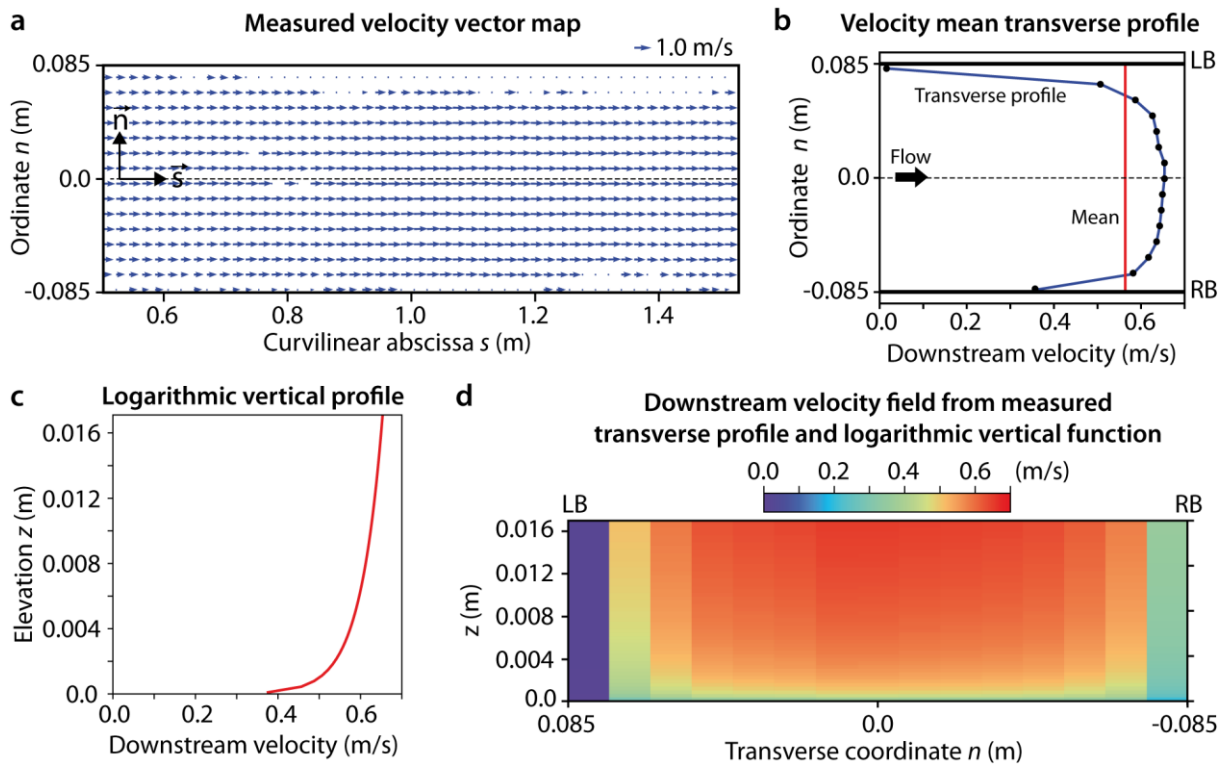 a
Measured velocity vector map
1.0 m/s
0.085
0.0
-0.085
Ordinate n (m)
n
s
0.6
0.8
1.0
1.2
1.4
Curvilinear abscissa s (m)
b
Velocity mean transverse profile
0.085
0.0
-0.085
Ordinate n (m)
LB
Transverse profile
Flow
Mean
RB
0.0
0.2
0.4
0.6
Downstream velocity (m/s)
c
Logarithmic vertical profile
0.016
0.012
0.008
0.004
0.0
Elevation z (m)
0.0
0.2
0.4
0.6
Downstream velocity (m/s)
d
Downstream velocity field from measured
transverse profile and logarithmic vertical function
0.0
0.2
0.4
0.6
(m/s)
LB
RB
0.016
0.012
0.008
0.004
0.0
z (m)
0.085
0.0
-0.085
Transverse coordinate n (m)